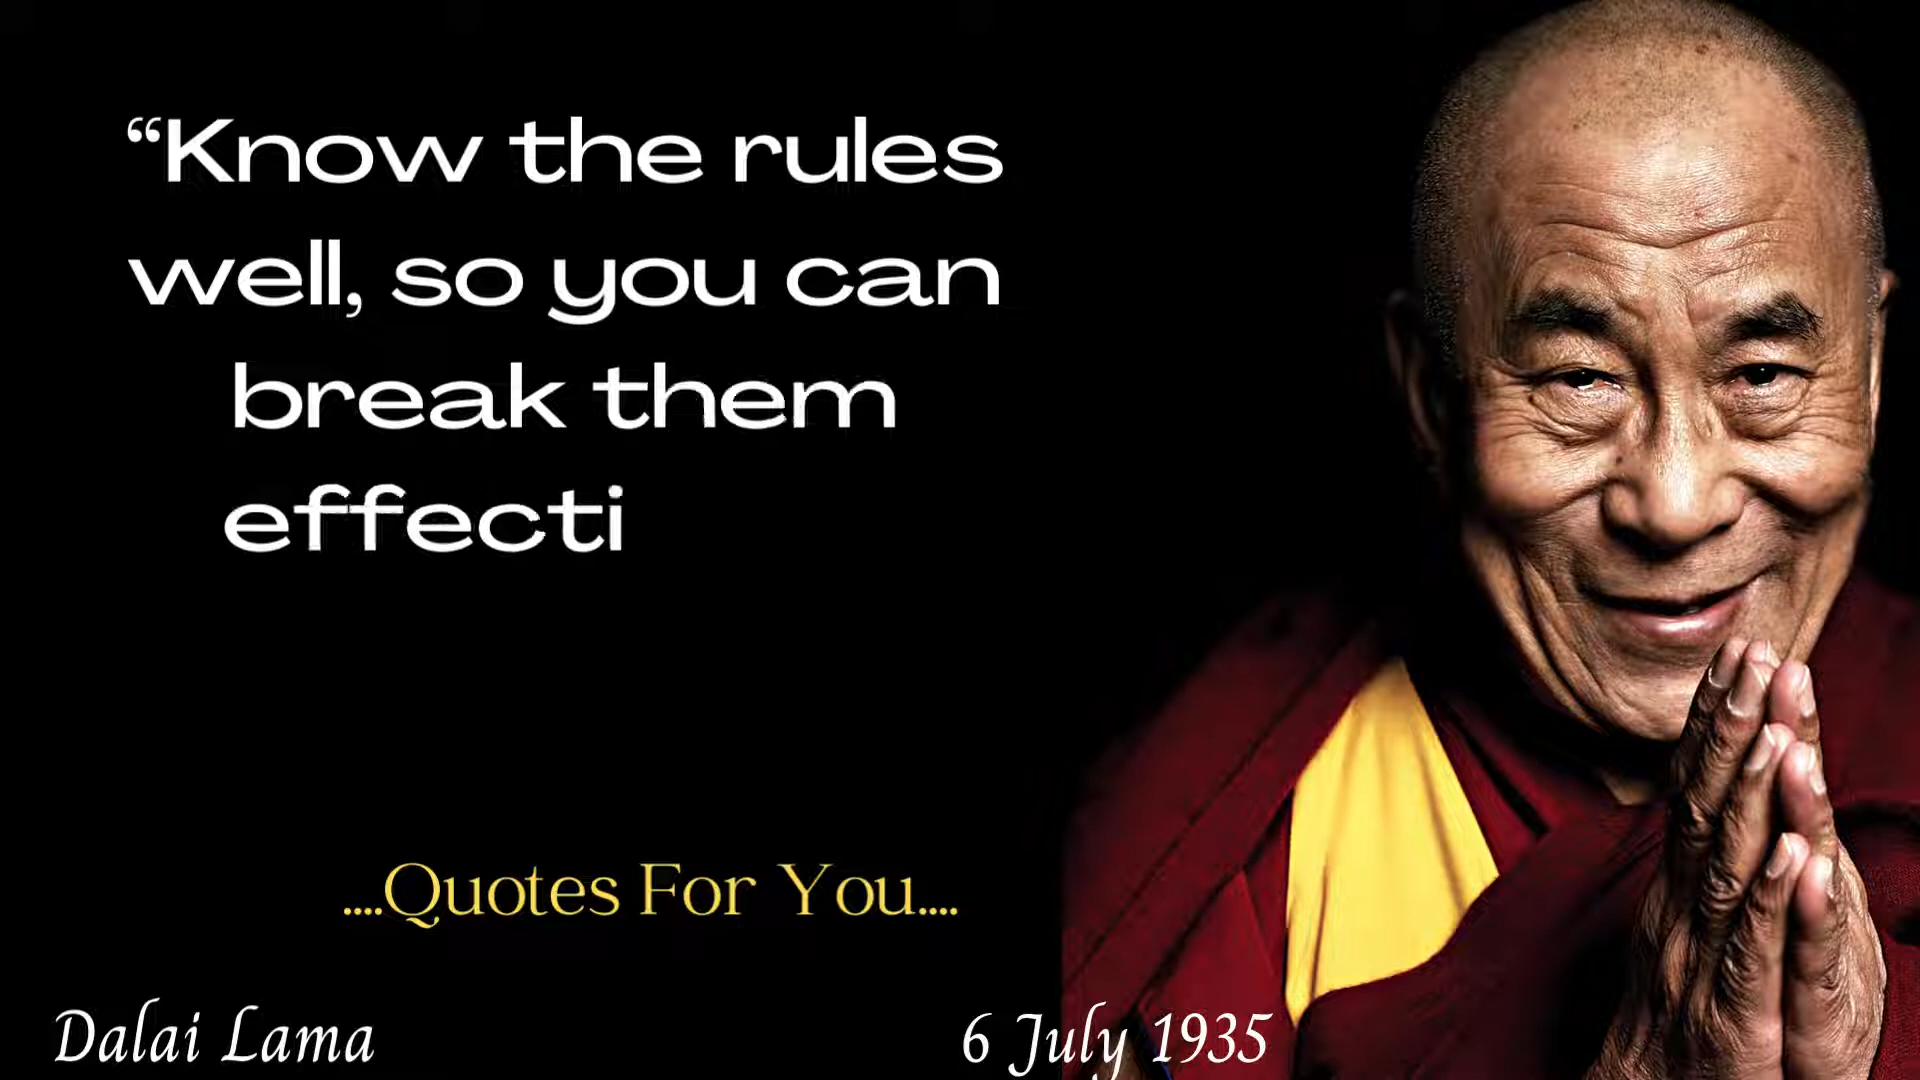 “Know the rules
well, so you can
break them
effecti
....Quotes For You....
Dalai Lama
6 July 1935